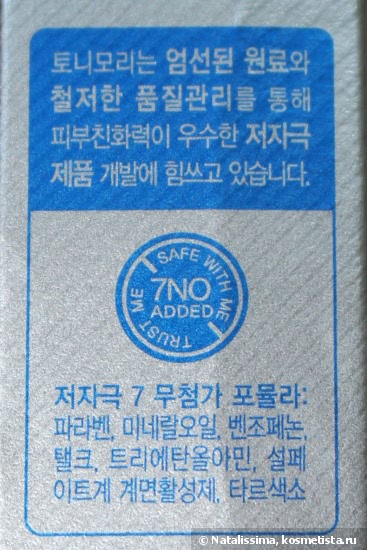 토니모리는 엄선된 원료와
철저한 품질관리를 통해
피부친화력이 우수한 저자극
제품 개발에 힘쓰고 있습니다.
SAFE WITH ME
7NO
ADDED
TRUST ME
저자극 7 무첨가 포뮬라:
파라벤, 미네랄오일, 벤조페논,
탤크, 트리에탄올아민, 설페
이트계 계면활성제, 타르색소
© Natalissima, kosmetista.ru